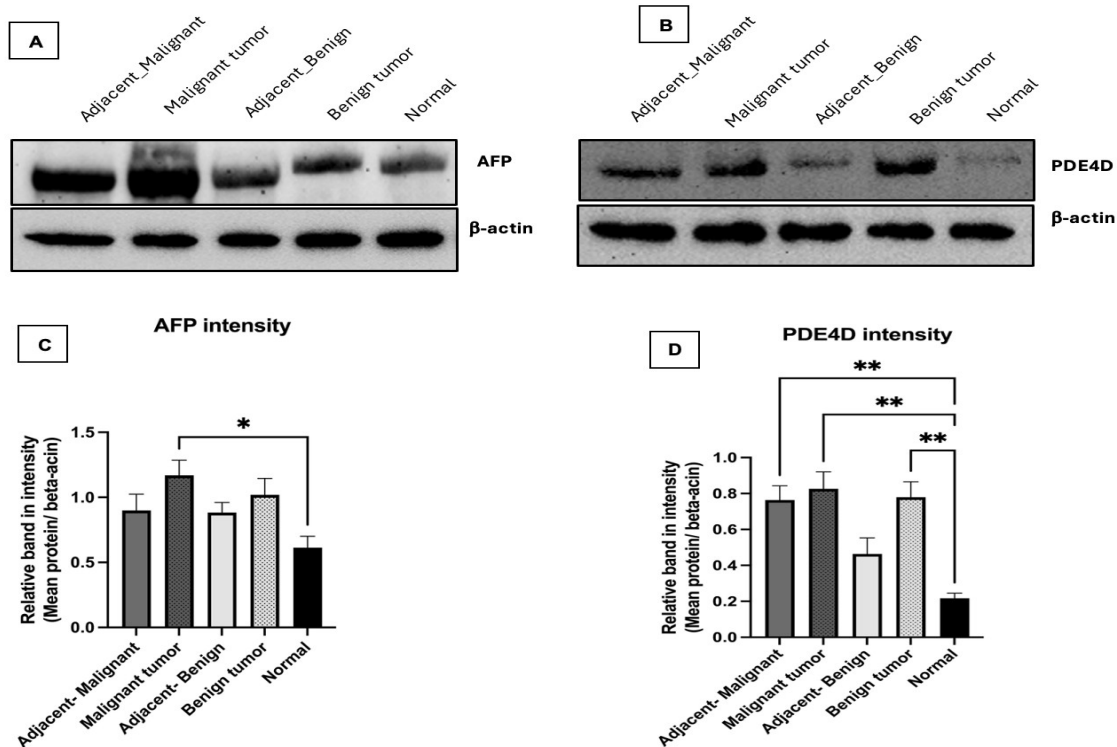 A
Adjacent_Malignant
Malignant tumor
Adjacent_Benign
Benign tumor
Normal
AFP
β-actin
B
Adjacent_Malignant
Malignant tumor
Adjacent_Benign
Benign tumor
Normal
PDE4D
β-actin
C
AFP intensity
*
Relative band in intensity
(Mean protein/ beta-acin)
1.5
1.0
0.5
0.0
Adjacent- Malignant
Malignant tumor
Adjacent- Benign
Benign tumor
Normal
D
PDE4D intensity
**
**
**
Relative band in intensity
(Mean protein/ beta-acin)
1.0
0.8
0.6
0.4
0.2
0.0
Adjacent- Malignant
Malignant tumor
Adjacent- Benign
Benign tumor
Normal